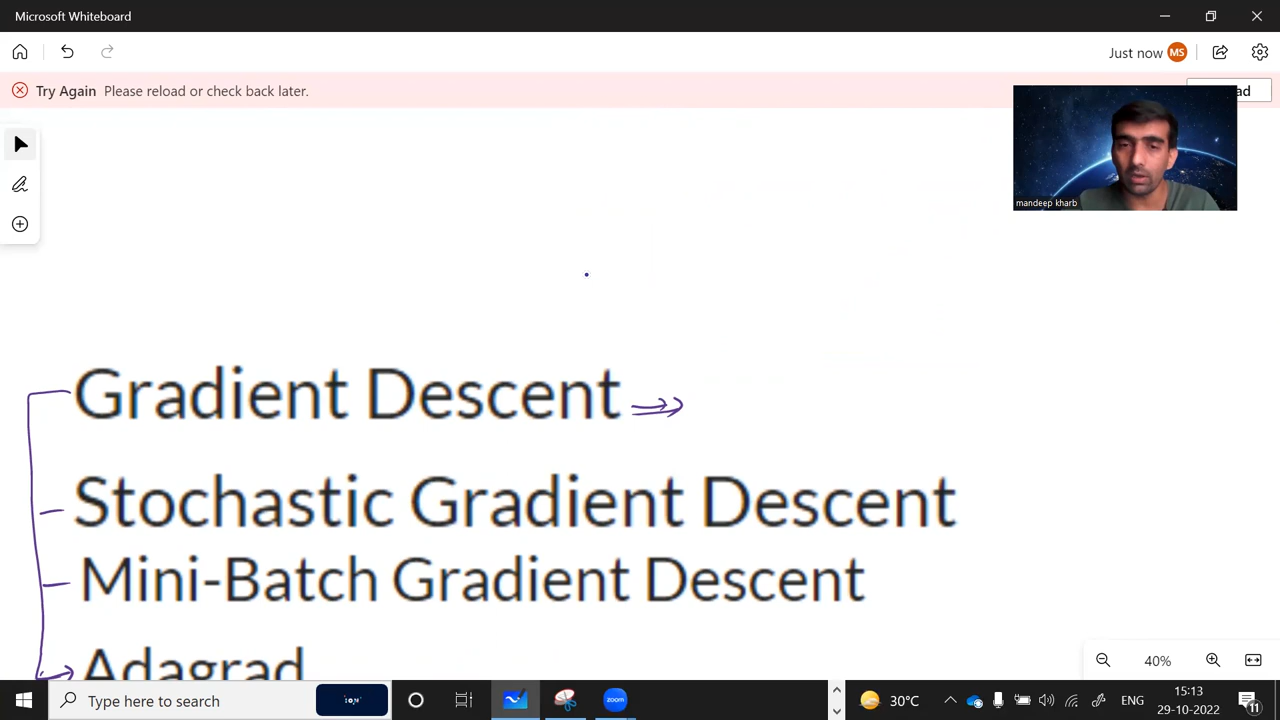 Microsoft Whiteboard
Just now MS
Try Again Please reload or check back later.
mandeep kharb
Gradient Descent
Stochastic Gradient Descent
Mini-Batch Gradient Descent
Adagrad
40%
Type here to search
zoom
30°C
ENG
15:13
29-10-2022
11